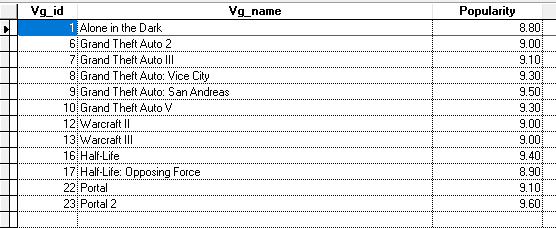 Vg_id Vg_name Popularity
1 Alone in the Dark 8.80
6 Grand Theft Auto 2 9.00
7 Grand Theft Auto III 9.10
8 Grand Theft Auto: Vice City 9.30
9 Grand Theft Auto: San Andreas 9.50
10 Grand Theft Auto V 9.30
12 Warcraft II 9.00
13 Warcraft III 9.00
16 Half-Life 9.40
17 Half-Life: Opposing Force 8.90
22 Portal 9.10
23 Portal 2 9.60